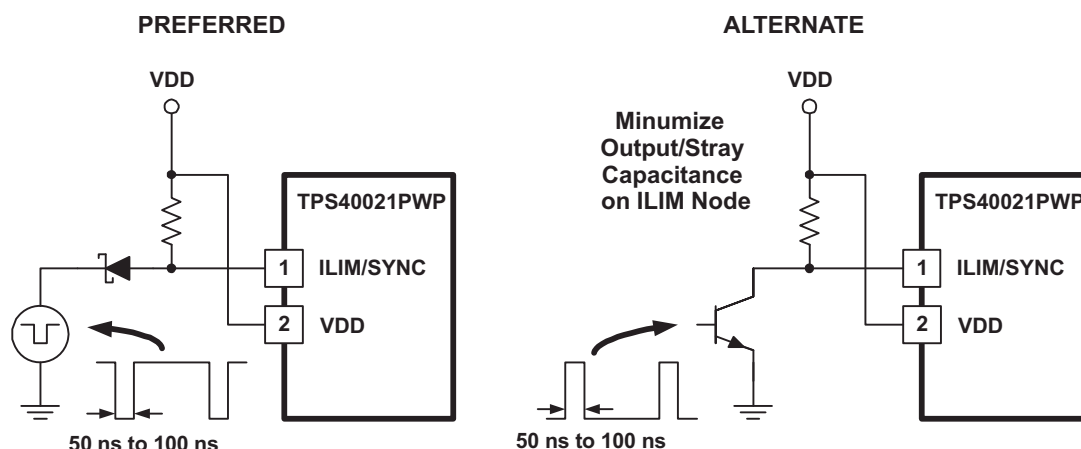 PREFERRED
VDD
TPS40021PWP
1
ILIM/SYNC
2
VDD
50 ns to 100 ns
ALTERNATE
VDD
Minumize
Output/Stray
Capacitance
on ILIM Node
TPS40021PWP
1
ILIM/SYNC
2
VDD
50 ns to 100 ns